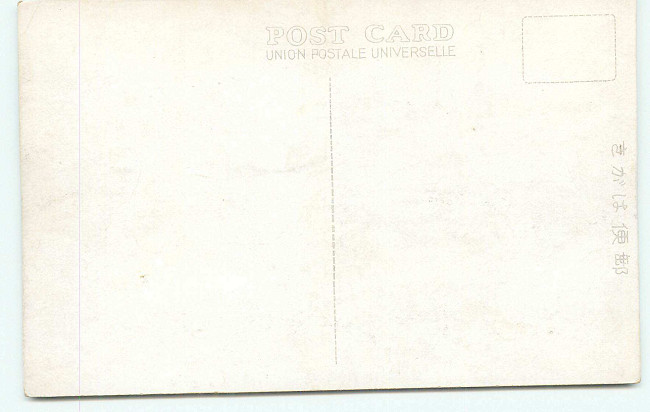 POST CARD
UNION POSTALE UNIVERSELLE
きがは便郵